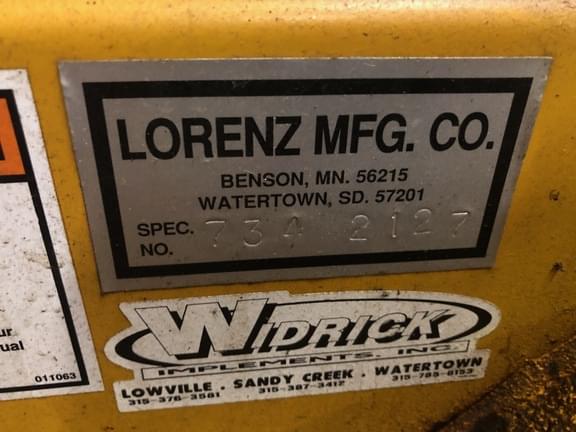 LORENZ MFG. CO.
BENSON, MN. 56215
WATERTOWN, SD. 57201
SPEC. NO. 734 2127
ur
ual
011063
WIDRICK
IMPLEMENTS, INC.
LOWVILLE . SANDY CREEK . WATERTOWN
315-376-3581 315-387-3412 315-785-8153